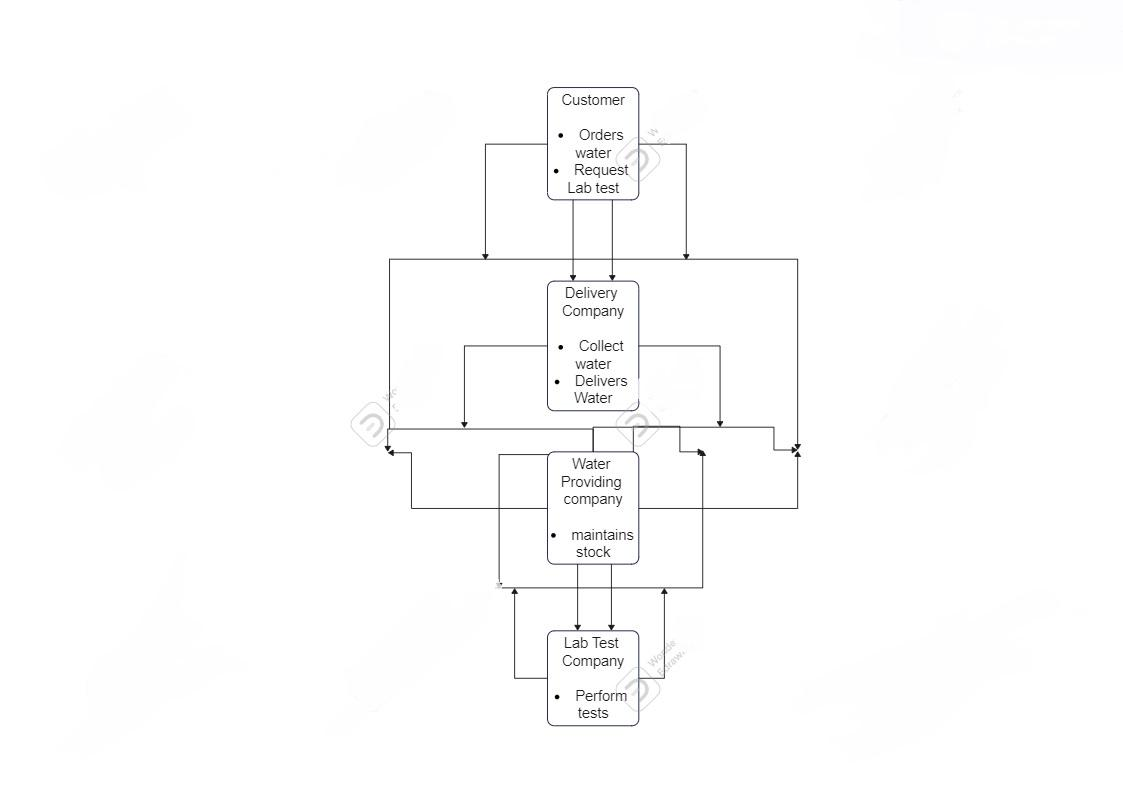 Customer
• Orders
water
• Request
Lab test
Delivery
Company
• Collect
water
• Delivers
Water
Water
Providing
company
• maintains
stock
Lab Test
Company
• Perform
tests